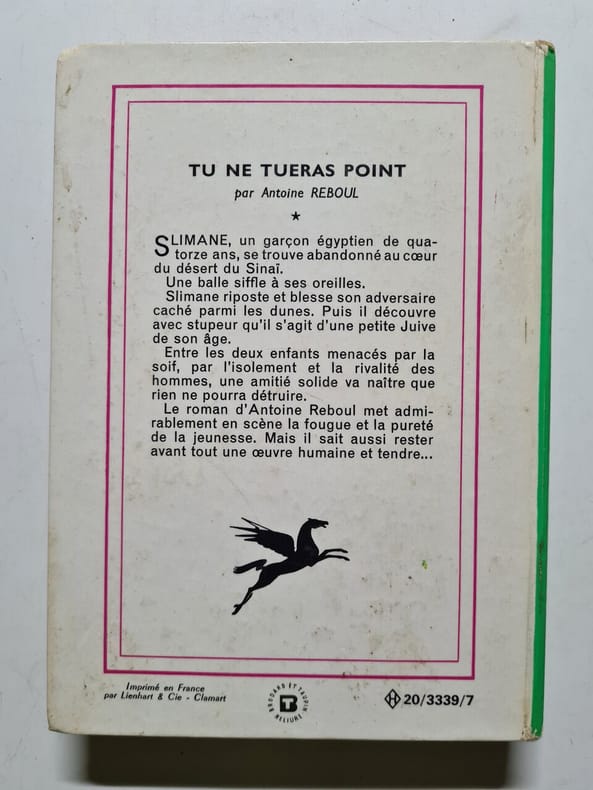 TU NE TUERAS POINT
par Antoine REBOUL
★
SLIMANE, un garçon égyptien de qua-
torze ans, se trouve abandonné au cœur
du désert du Sinaï.
Une balle siffle à ses oreilles.
Slimane riposte et blesse son adversaire
caché parmi les dunes. Puis il découvre
avec stupeur qu'il s'agit d'une petite Juive
de son âge.
Entre les deux enfants menacés par la
soif, par l'isolement et la rivalité des
hommes, une amitié solide va naître que
rien ne pourra détruire.
Le roman d'Antoine Reboul met admi-
rablement en scène la fougue et la pureté
de la jeunesse. Mais il sait aussi rester
avant tout une œuvre humaine et tendre...
Imprimé en France
par Lienhart & Cie - Clamart
BRODARD ET TAUPIN
BT
RELIURE
H 20/3339/7